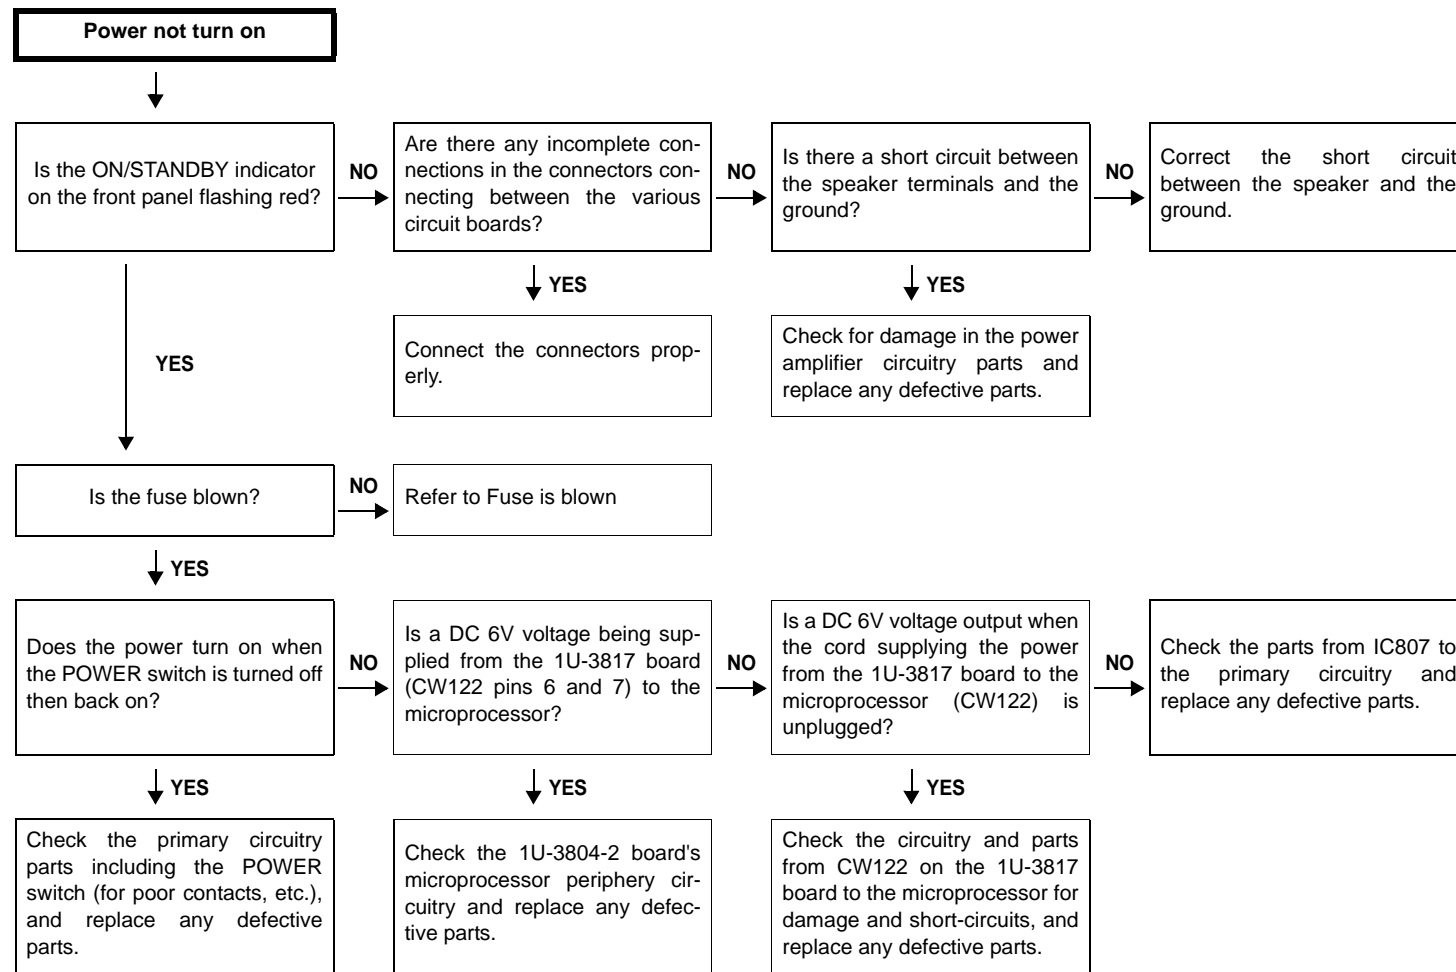 Power not turn on
Is the ON/STANDBY indicator
on the front panel flashing red?
NO
Are there any incomplete con-
nections in the connectors con-
necting between the various
circuit boards?
NO
Is there a short circuit between
the speaker terminals and the
ground?
NO
Correct the short circuit
between the speaker and the
ground.
YES
YES
YES
Connect the connectors prop-
erly.
Check for damage in the power
amplifier circuitry parts and
replace any defective parts.
Is the fuse blown?
NO
Refer to Fuse is blown
YES
Does the power turn on when
the POWER switch is turned off
then back on?
NO
Is a DC 6V voltage being sup-
plied from the 1U-3817 board
(CW122 pins 6 and 7) to the
microprocessor?
NO
Is a DC 6V voltage output when
the cord supplying the power
from the 1U-3817 board to the
microprocessor (CW122) is
unplugged?
NO
Check the parts from IC807 to
the primary circuitry and
replace any defective parts.
YES
YES
YES
Check the primary circuitry
parts including the POWER
switch (for poor contacts, etc.),
and replace any defective
parts.
Check the 1U-3804-2 board's
microprocessor periphery cir-
cuitry and replace any defec-
tive parts.
Check the circuitry and parts
from CW122 on the 1U-3817
board to the microprocessor for
damage and short-circuits, and
replace any defective parts.